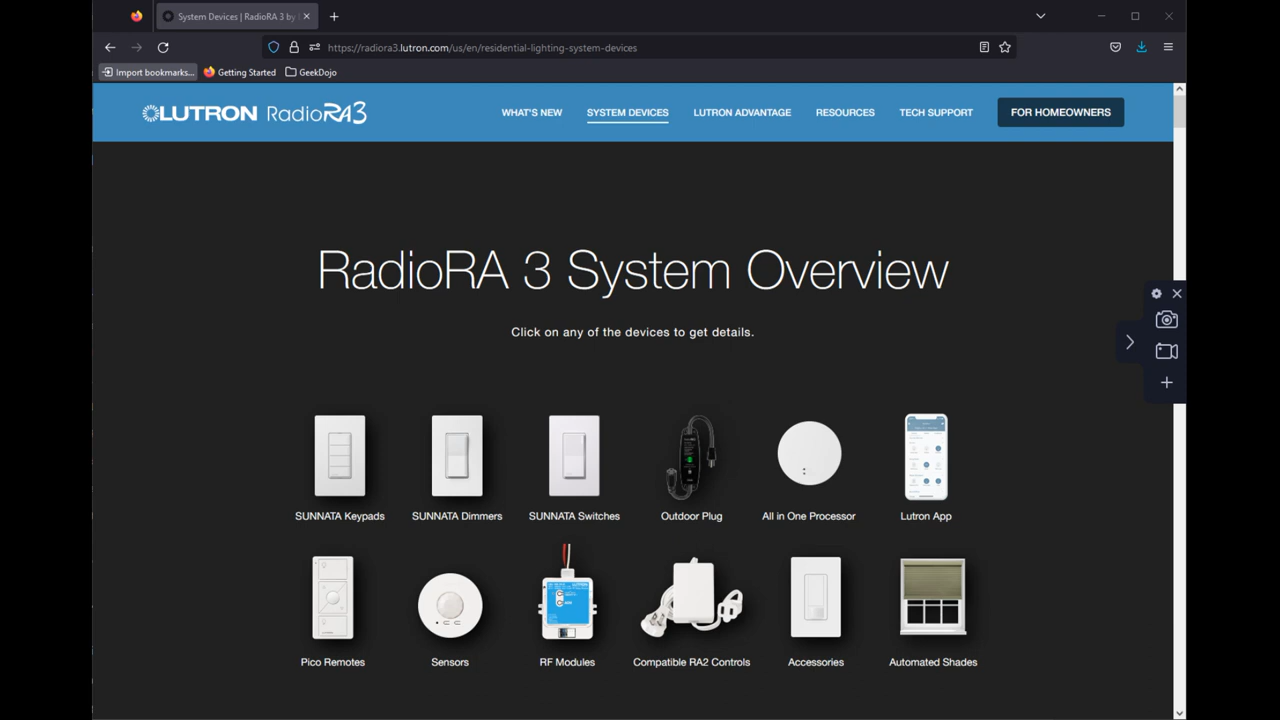 System Devices | RadioRA 3 by
https://radiora3.lutron.com/us/en/residential-lighting-system-devices
Import bookmarks...
Getting Started
GeekDojo
LUTRON RadioRA3
WHAT'S NEW
SYSTEM DEVICES
LUTRON ADVANTAGE
RESOURCES
TECH SUPPORT
FOR HOMEOWNERS
RadioRA 3 System Overview
Click on any of the devices to get details.
SUNNATA Keypads
SUNNATA Dimmers
SUNNATA Switches
Outdoor Plug
All in One Processor
Lutron App
Pico Remotes
Sensors
RF Modules
Compatible RA2 Controls
Accessories
Automated Shades